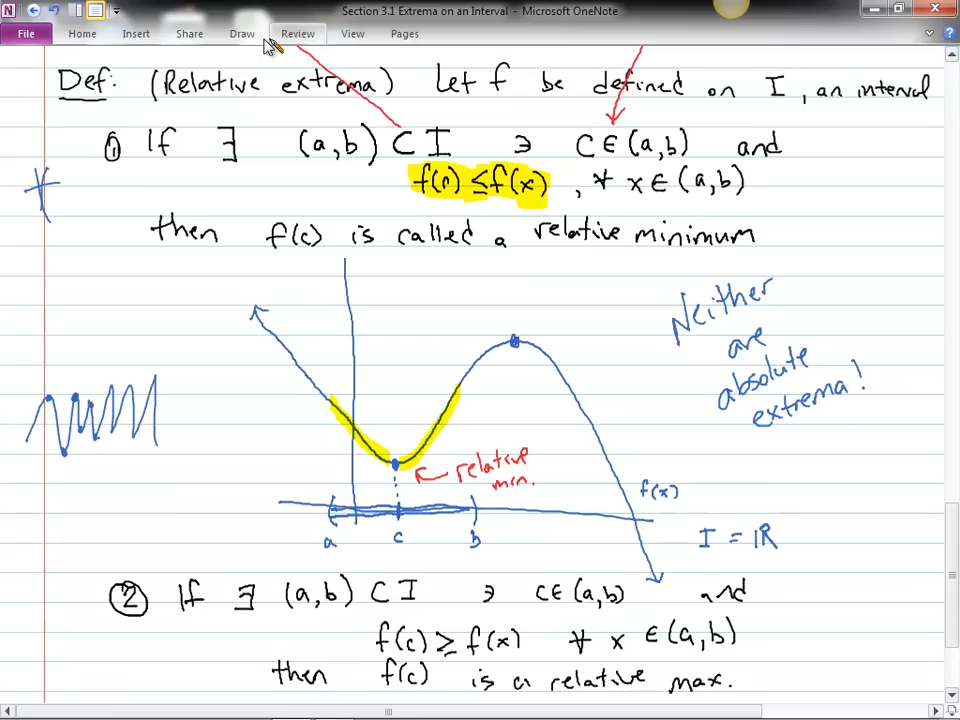 Section 3.1 Extrema on an Interval - Microsoft OneNote
File Home Insert Share Draw Review View Pages
Def: (Relative extrema) Let f be defined on I, an interval
① If ∃ (a,b) ⊂ I ∋ C ∈ (a,b) and
f(c) ≤ f(x), ∀ x ∈ (a,b)
then f(c) is called a relative minimum
Neither
are
absolute
extrema!
relative
min.
f(x)
a c b
I = ℝ
② If ∃ (a,b) ⊂ I ∋ c ∈ (a,b) and
f(c) ≥ f(x) ∀ x ∈ (a,b)
then f(c) is a relative max.